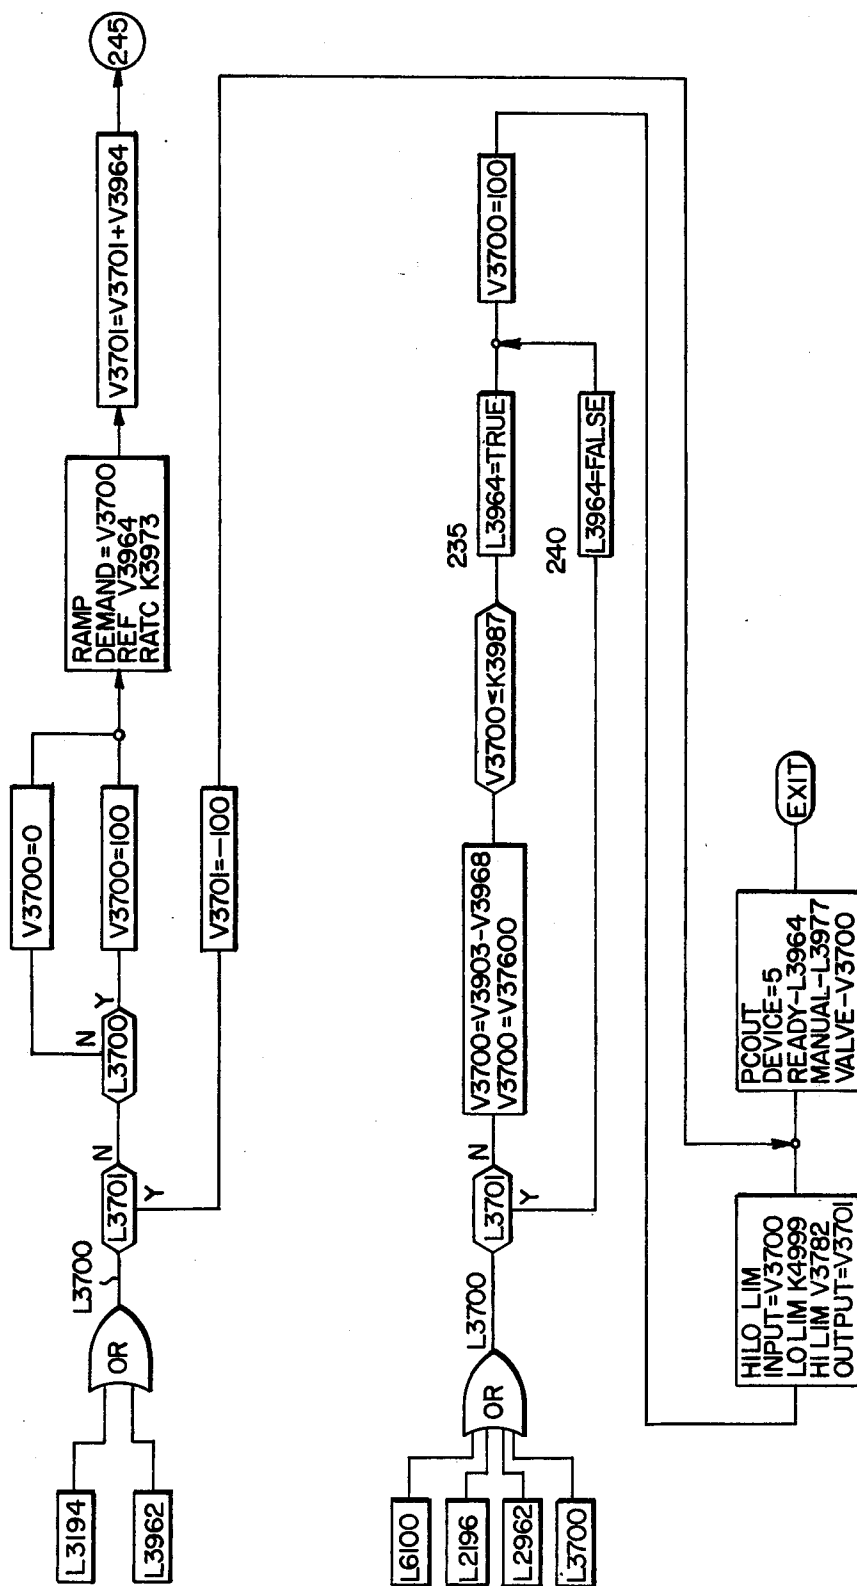 L3194
L3962
OR
L3700
L3701
N
Y
L3700
N
Y
V3700=0
V3700=100
V3701=-100
RAMP
DEMAND=V3700
REF V3964
RATC K3973
V3701=V3701+V3964
245
L6100
L2196
L2962
L3700
OR
L3700
L3701
N
Y
V3700=V3903-V3968
V3700=V37600
V3700≤K3987
235
L3964=TRUE
240
L3964=FALSE
V3700=100
HILO LIM
INPUT=V3700
LO LIM K4999
HI LIM V3782
OUTPUT=V3701
PCOUT
DEVICE=5
READY-L3964
MANUAL-L3977
VALVE-V3700
EXIT